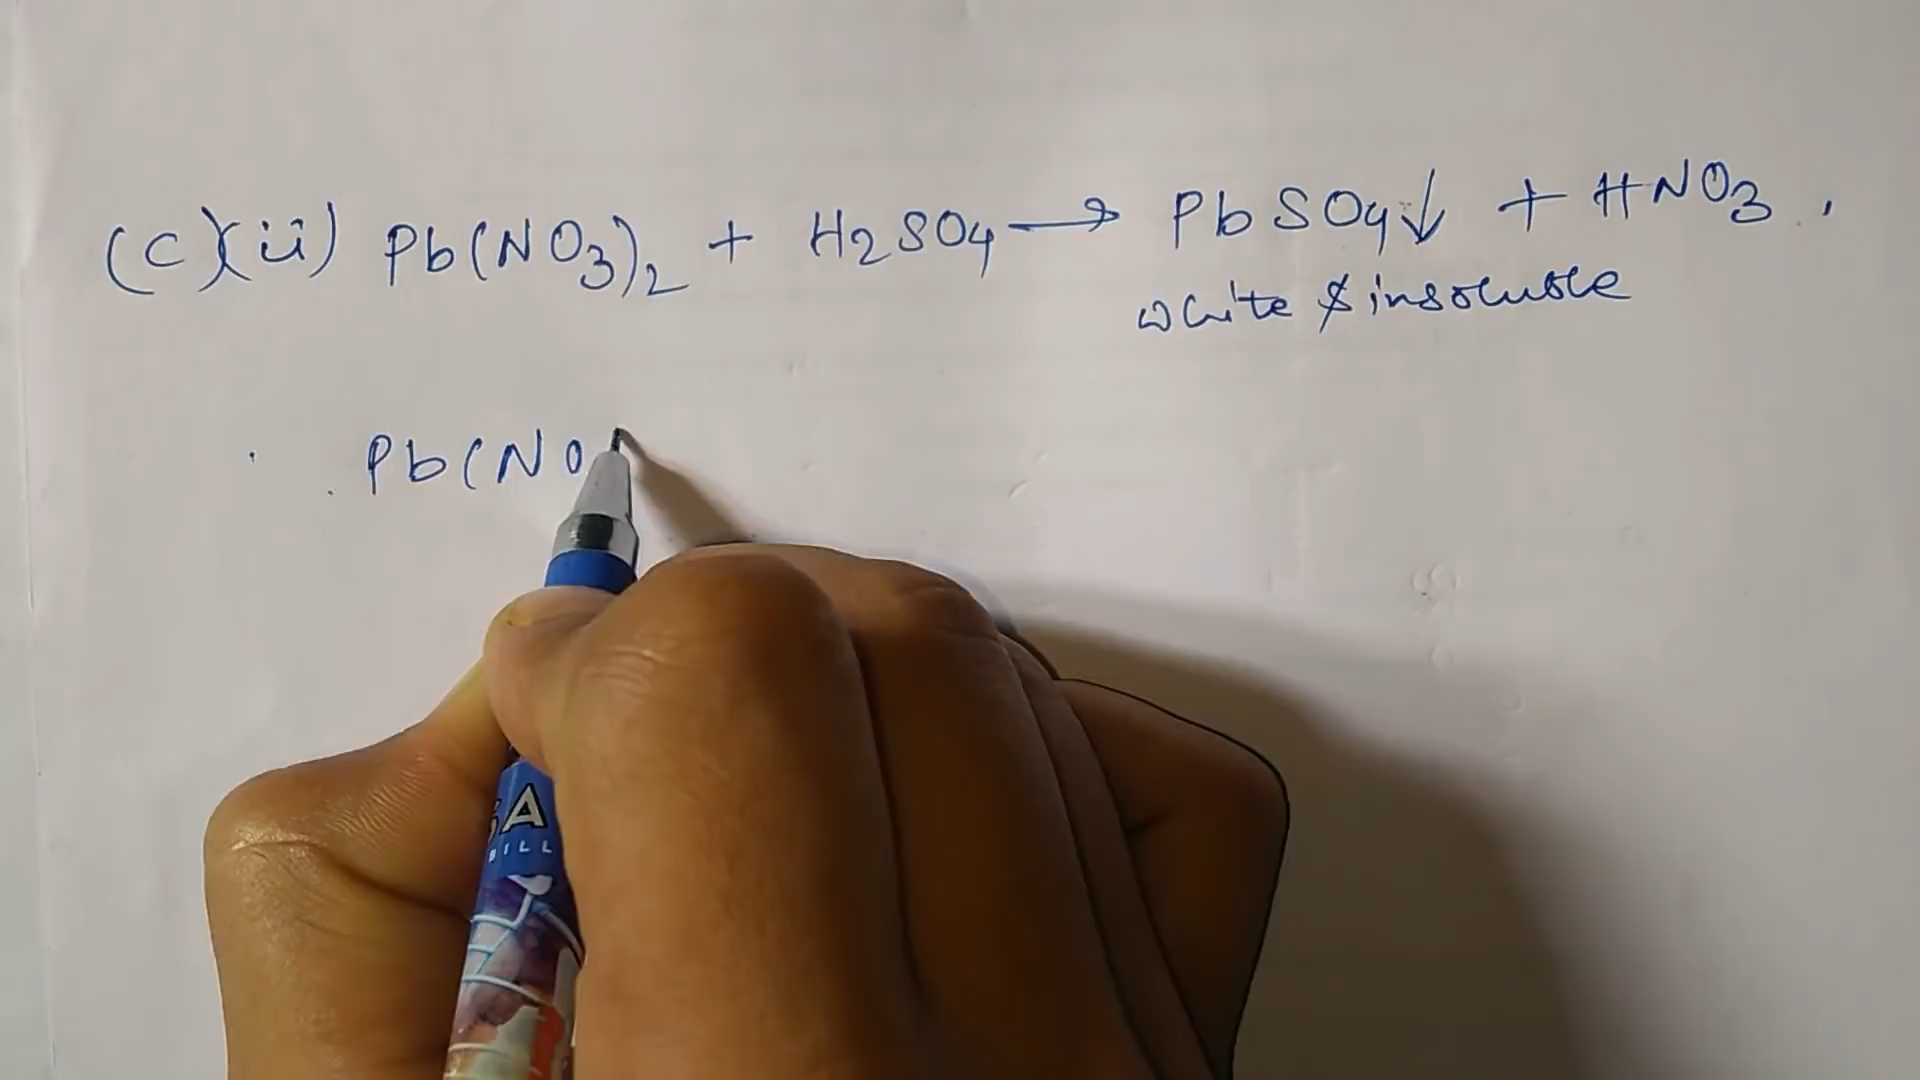 (C)(ii) Pb(NO3)2 + H2SO4 → PbSO4↓ + HNO3.
white & insoluble
Pb(NO